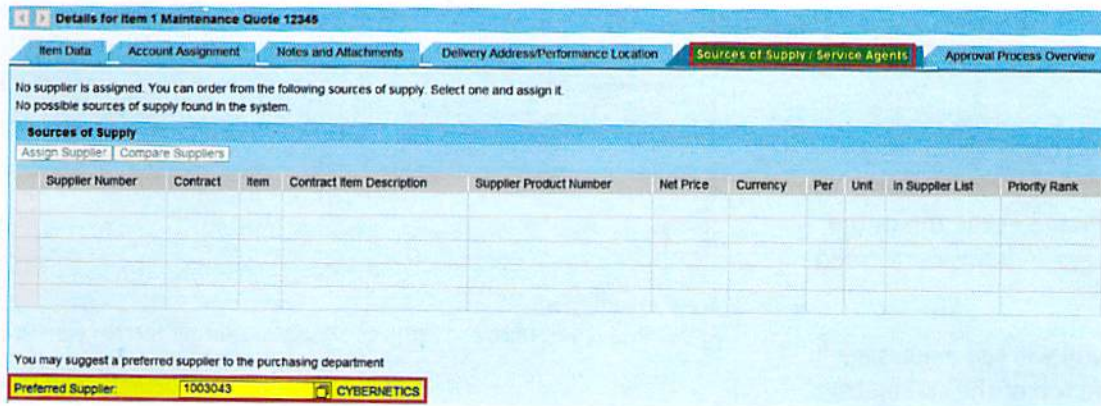 Details for Item 1 Maintenance Quote 12345
Item Data Account Assignment Notes and Attachments Delivery Address/Performance Location Sources of Supply / Service Agents Approval Process Overview
No supplier is assigned. You can order from the following sources of supply. Select one and assign it.
No possible sources of supply found in the system.
Sources of Supply
Assign Supplier Compare Suppliers
Supplier Number Contract Item Contract Item Description Supplier Product Number Net Price Currency Per Unit In Supplier List Priority Rank
You may suggest a preferred supplier to the purchasing department
Preferred Supplier: 1003043 CYBERNETICS